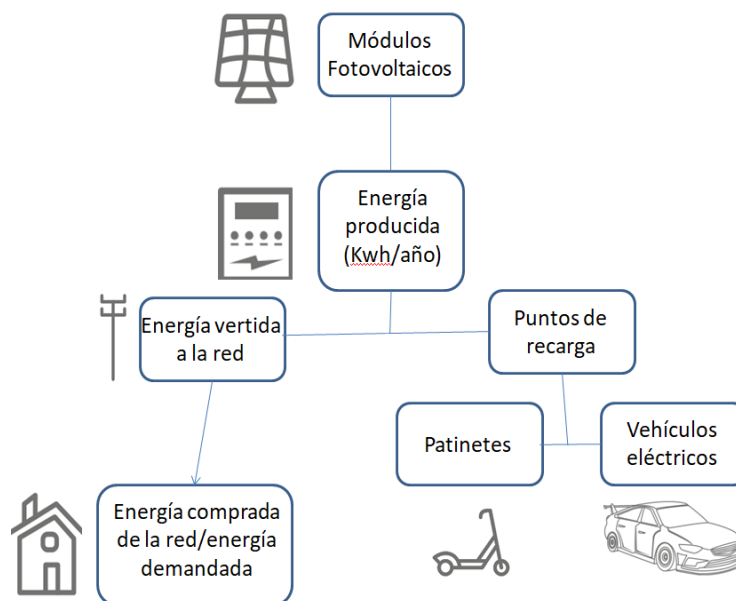 Módulos
Fotovoltaicos
Energía
producida
(Kwh/año)
Energía vertida
a la red
Puntos de
recarga
Patinetes
Vehículos
eléctricos
Energía comprada
de la red/energía
demandada